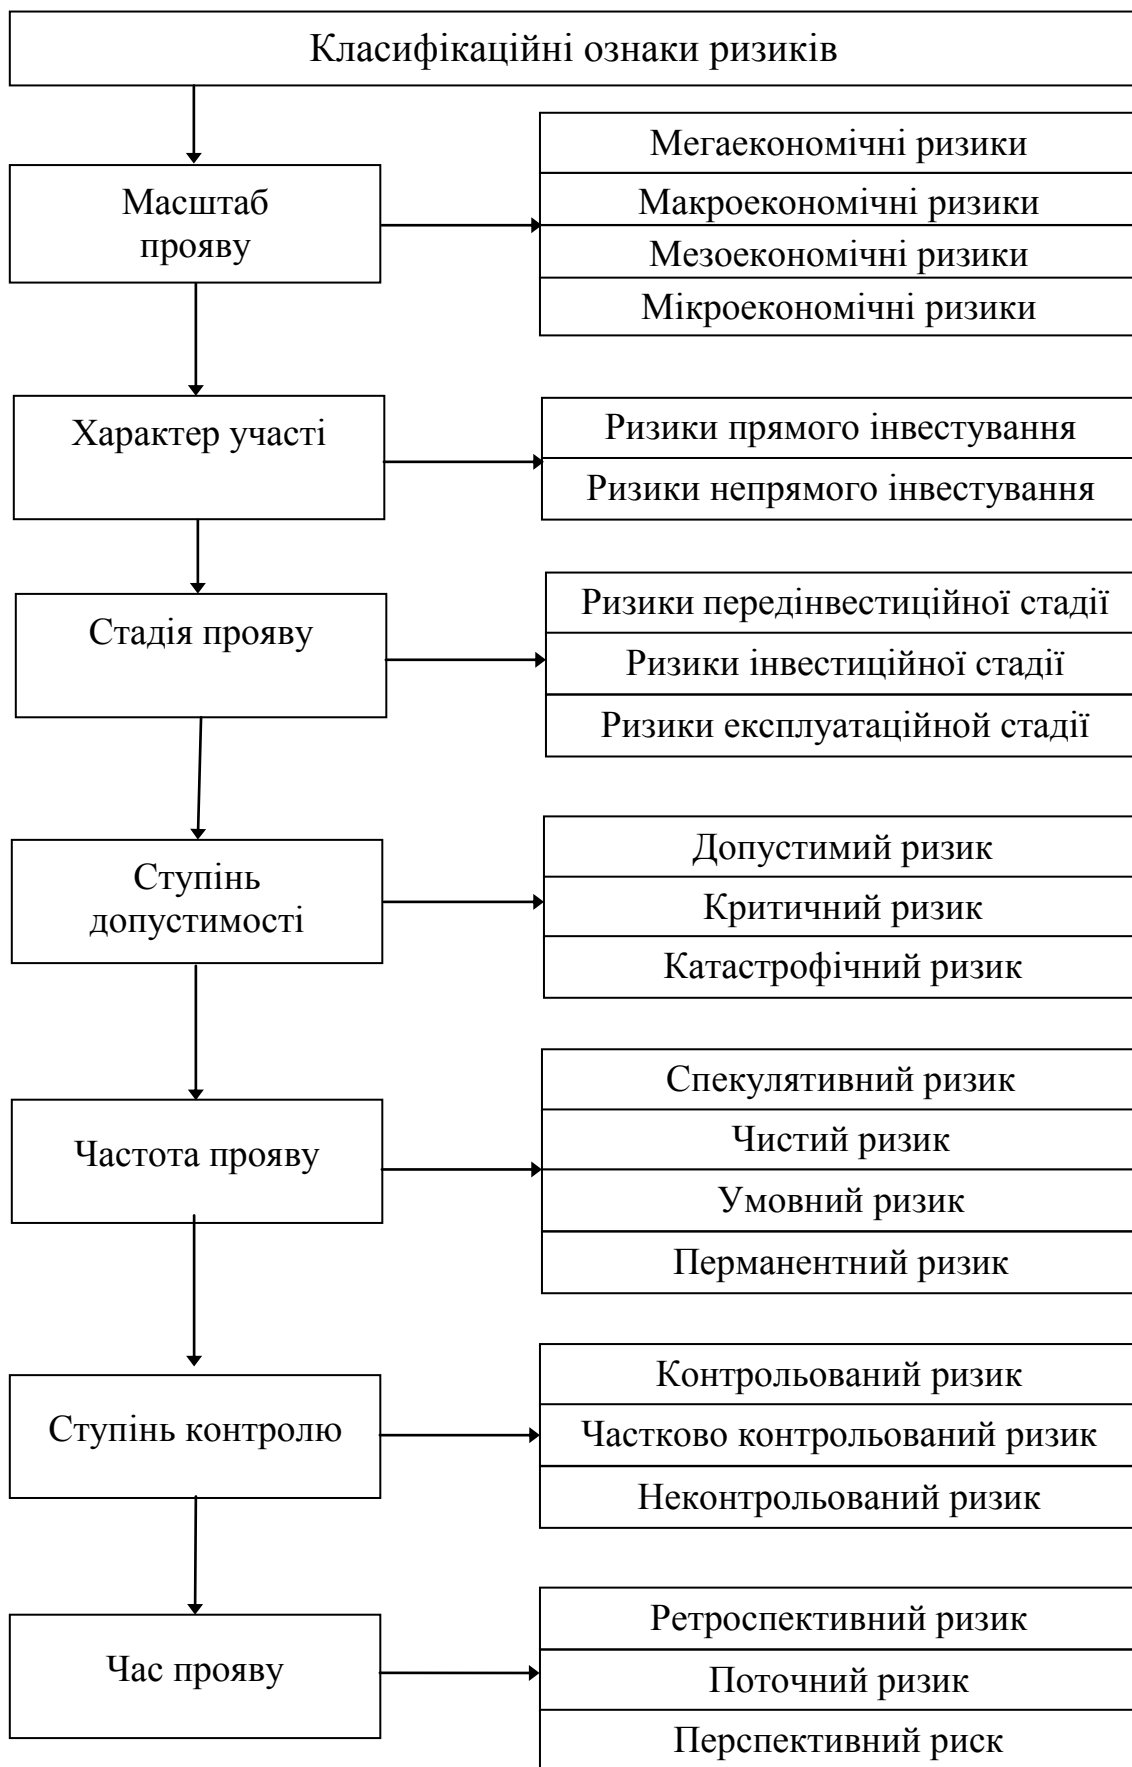 Класифікаційні ознаки ризиків
Масштаб
прояву
Мегаекономічні ризики
Макроекономічні ризики
Мезоекономічні ризики
Мікроекономічні ризики
Характер участі
Ризики прямого інвестування
Ризики непрямого інвестування
Стадія прояву
Ризики передінвестиційної стадії
Ризики інвестиційної стадії
Ризики експлуатаційной стадії
Ступінь
допустимості
Допустимий ризик
Критичний ризик
Катастрофічний ризик
Частота прояву
Спекулятивний ризик
Чистий ризик
Умовний ризик
Перманентний ризик
Ступінь контролю
Контрольований ризик
Частково контрольований ризик
Неконтрольований ризик
Час прояву
Ретроспективний ризик
Поточний ризик
Перспективний риск